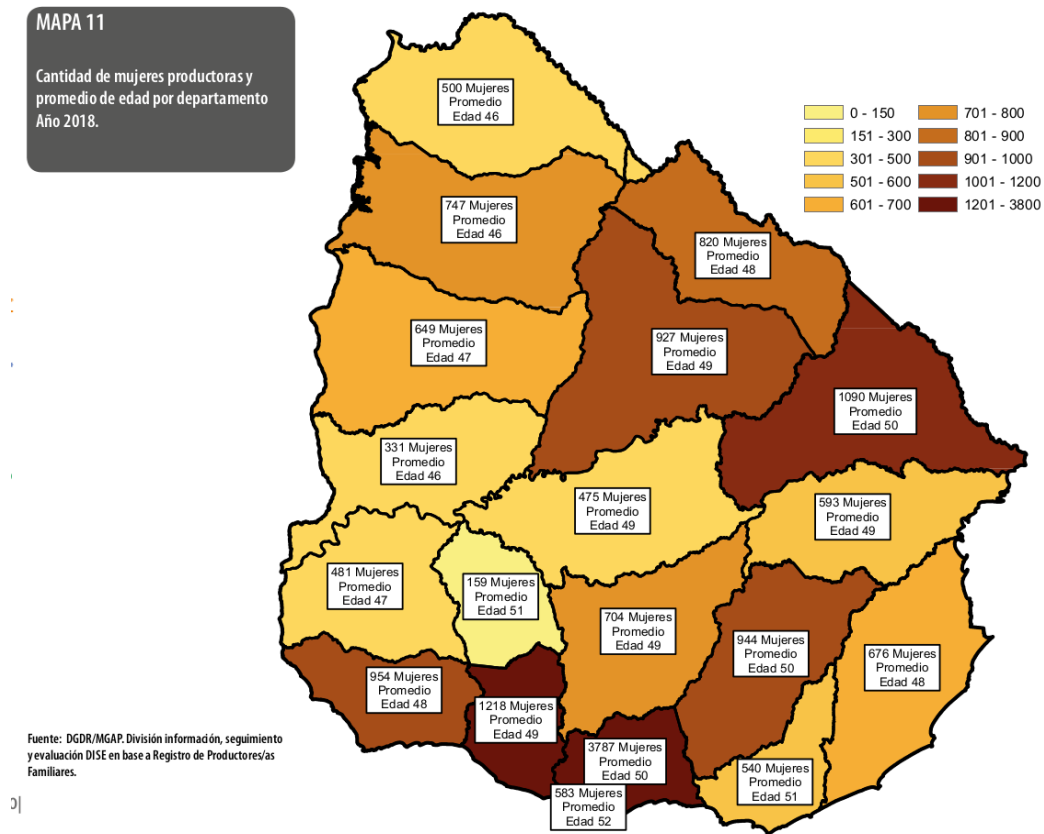 MAPA 11
Cantidad de mujeres productoras y
promedio de edad por departamento
Año 2018.
0 - 150
151 - 300
301 - 500
501 - 600
601 - 700
701 - 800
801 - 900
901 - 1000
1001 - 1200
1201 - 3800
500 Mujeres
Promedio
Edad 46
747 Mujeres
Promedio
Edad 46
820 Mujeres
Promedio
Edad 48
649 Mujeres
Promedio
Edad 47
927 Mujeres
Promedio
Edad 49
1090 Mujeres
Promedio
Edad 50
331 Mujeres
Promedio
Edad 46
475 Mujeres
Promedio
Edad 49
593 Mujeres
Promedio
Edad 49
481 Mujeres
Promedio
Edad 47
159 Mujeres
Promedio
Edad 51
704 Mujeres
Promedio
Edad 49
944 Mujeres
Promedio
Edad 50
676 Mujeres
Promedio
Edad 48
954 Mujeres
Promedio
Edad 48
1218 Mujeres
Promedio
Edad 49
3787 Mujeres
Promedio
Edad 50
583 Mujeres
Promedio
Edad 52
540 Mujeres
Promedio
Edad 51
Fuente: DGDR/MGAP. División información, seguimiento
y evaluación DISE en base a Registro de Productores/as
Familiares.